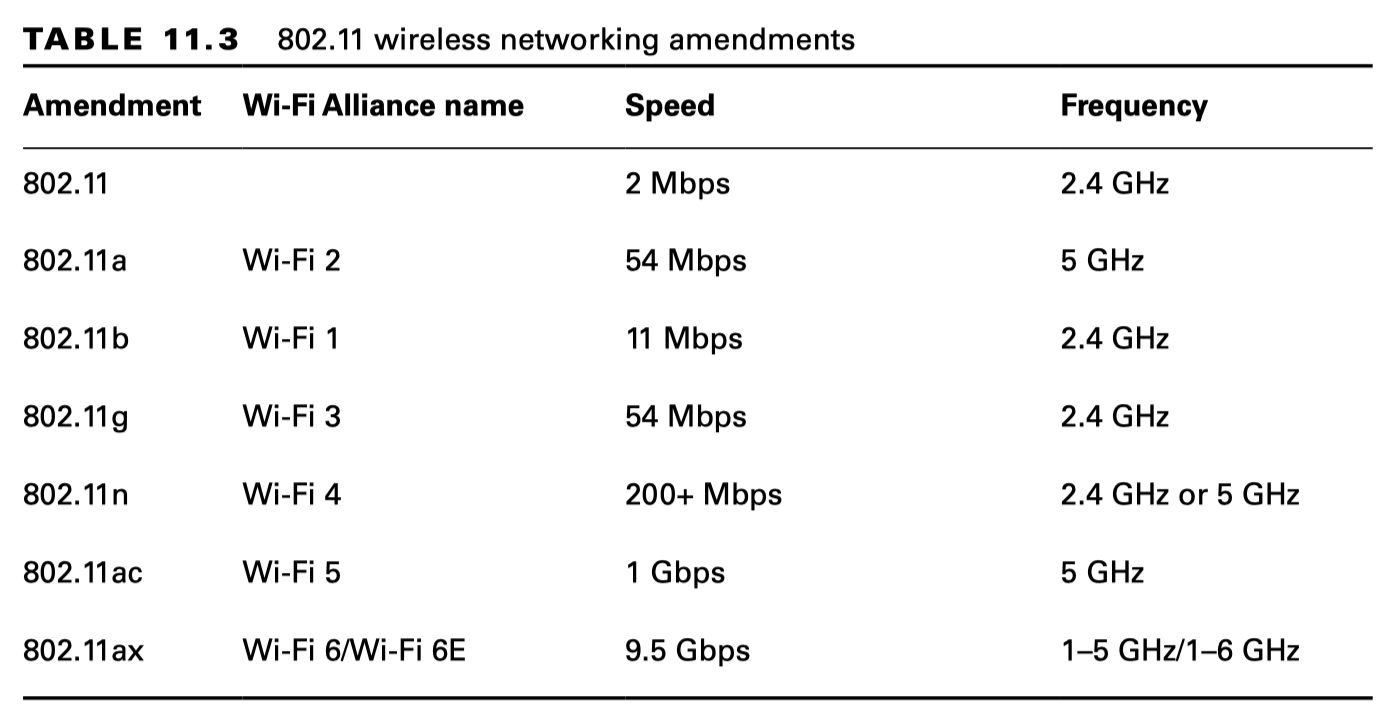 TABLE 11.3 802.11 wireless networking amendments
Amendment Wi-Fi Alliance name Speed Frequency
802.11 2 Mbps 2.4 GHz
802.11a Wi-Fi 2 54 Mbps 5 GHz
802.11b Wi-Fi 1 11 Mbps 2.4 GHz
802.11g Wi-Fi 3 54 Mbps 2.4 GHz
802.11n Wi-Fi 4 200+ Mbps 2.4 GHz or 5 GHz
802.11ac Wi-Fi 5 1 Gbps 5 GHz
802.11ax Wi-Fi 6/Wi-Fi 6E 9.5 Gbps 1–5 GHz/1–6 GHz